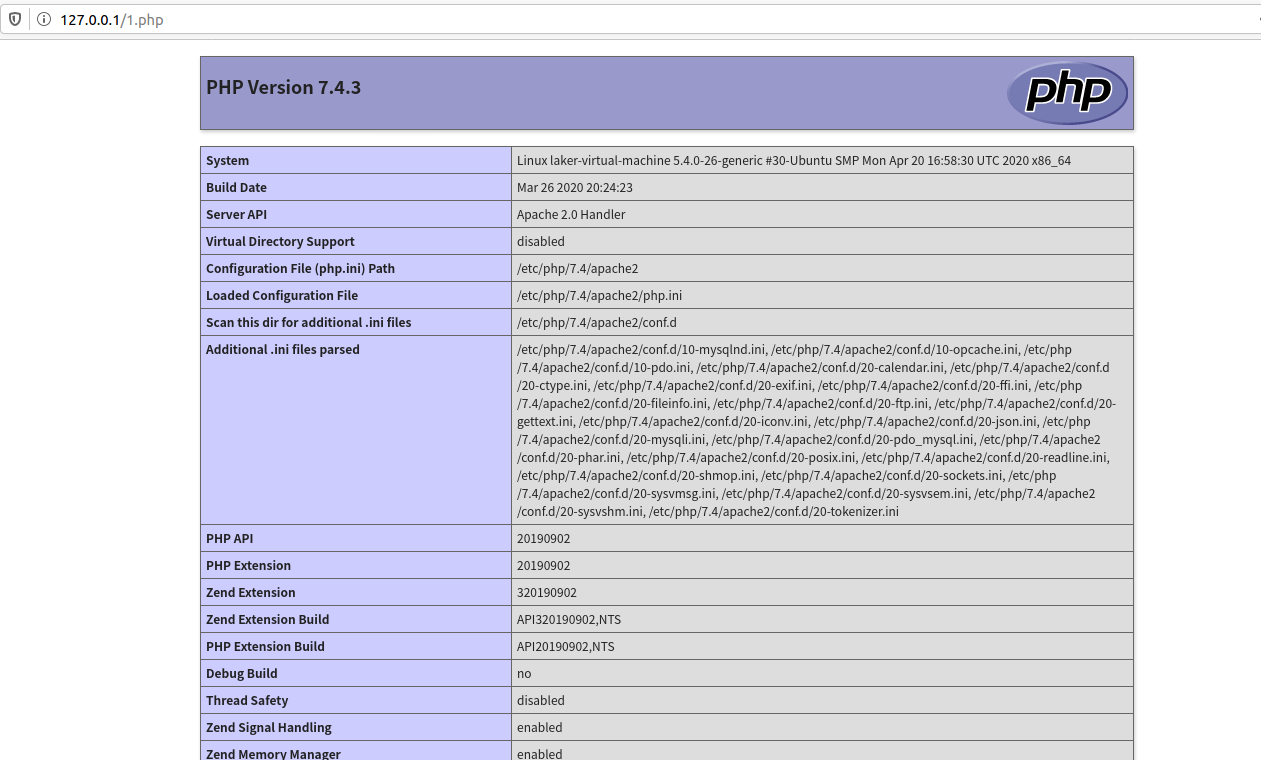 127.0.0.1/1.php
PHP Version 7.4.3
php
System Linux laker-virtual-machine 5.4.0-26-generic #30-Ubuntu SMP Mon Apr 20 16:58:30 UTC 2020 x86_64
Build Date Mar 26 2020 20:24:23
Server API Apache 2.0 Handler
Virtual Directory Support disabled
Configuration File (php.ini) Path /etc/php/7.4/apache2
Loaded Configuration File /etc/php/7.4/apache2/php.ini
Scan this dir for additional .ini files /etc/php/7.4/apache2/conf.d
Additional .ini files parsed /etc/php/7.4/apache2/conf.d/10-mysqlnd.ini, /etc/php/7.4/apache2/conf.d/10-opcache.ini, /etc/php
/7.4/apache2/conf.d/10-pdo.ini, /etc/php/7.4/apache2/conf.d/20-calendar.ini, /etc/php/7.4/apache2/conf.d
/20-ctype.ini, /etc/php/7.4/apache2/conf.d/20-exif.ini, /etc/php/7.4/apache2/conf.d/20-ffi.ini, /etc/php
/7.4/apache2/conf.d/20-fileinfo.ini, /etc/php/7.4/apache2/conf.d/20-ftp.ini, /etc/php/7.4/apache2/conf.d/20-
gettext.ini, /etc/php/7.4/apache2/conf.d/20-iconv.ini, /etc/php/7.4/apache2/conf.d/20-json.ini, /etc/php
/7.4/apache2/conf.d/20-mysqli.ini, /etc/php/7.4/apache2/conf.d/20-pdo_mysql.ini, /etc/php/7.4/apache2
/conf.d/20-phar.ini, /etc/php/7.4/apache2/conf.d/20-posix.ini, /etc/php/7.4/apache2/conf.d/20-readline.ini,
/etc/php/7.4/apache2/conf.d/20-shmop.ini, /etc/php/7.4/apache2/conf.d/20-sockets.ini, /etc/php
/7.4/apache2/conf.d/20-sysvmsg.ini, /etc/php/7.4/apache2/conf.d/20-sysvsem.ini, /etc/php/7.4/apache2
/conf.d/20-sysvshm.ini, /etc/php/7.4/apache2/conf.d/20-tokenizer.ini
PHP API 20190902
PHP Extension 20190902
Zend Extension 320190902
Zend Extension Build API320190902,NTS
PHP Extension Build API20190902,NTS
Debug Build no
Thread Safety disabled
Zend Signal Handling enabled
Zend Memory Manager enabled